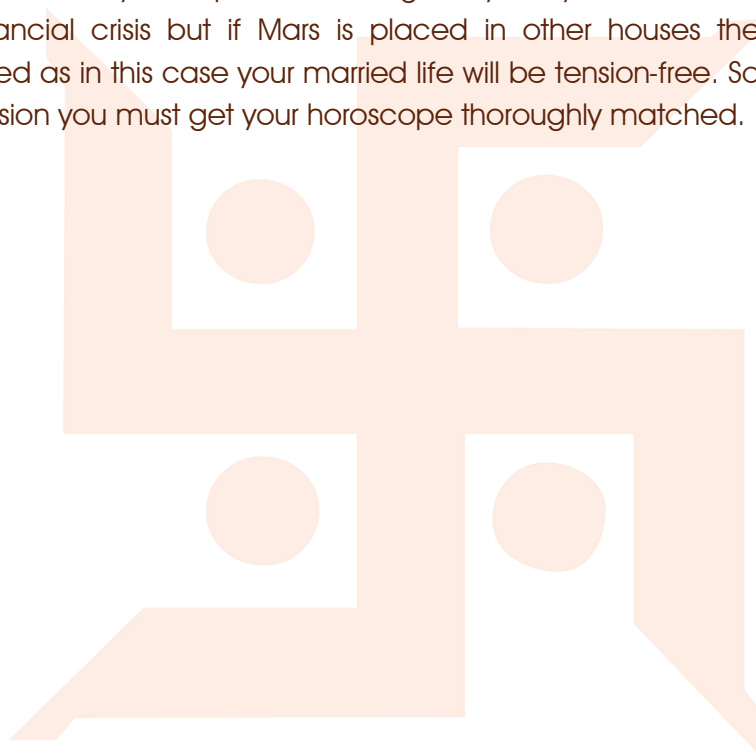 ancial crisis but if Mars is placed in other houses the
ed as in this case your married life will be tension-free. So
sion you must get your horoscope thoroughly matched.